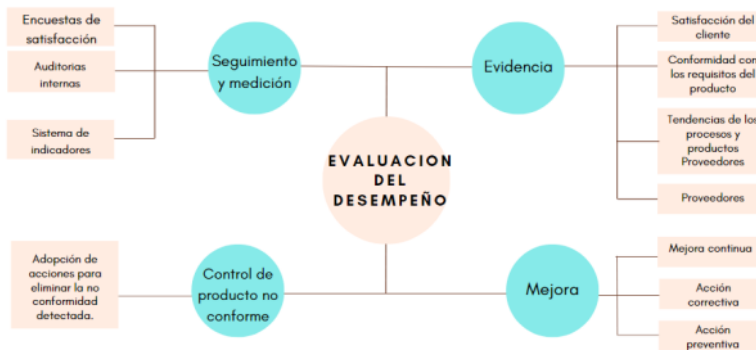 Encuestas de
satisfacción
Auditorias
internas
Sistema de
indicadores
Seguimiento
y medición
Evidencia
Satisfacción del
cliente
Conformidad con
los requisitos del
producto
Tendencias de los
procesos y
productos
Proveedores
Proveedores
EVALUACION
DEL
DESEMPEÑO
Adopción de
acciones para
eliminar la no
conformidad
detectada.
Control de
producto no
conforme
Mejora
Mejora continua
Acción
correctiva
Acción
preventiva